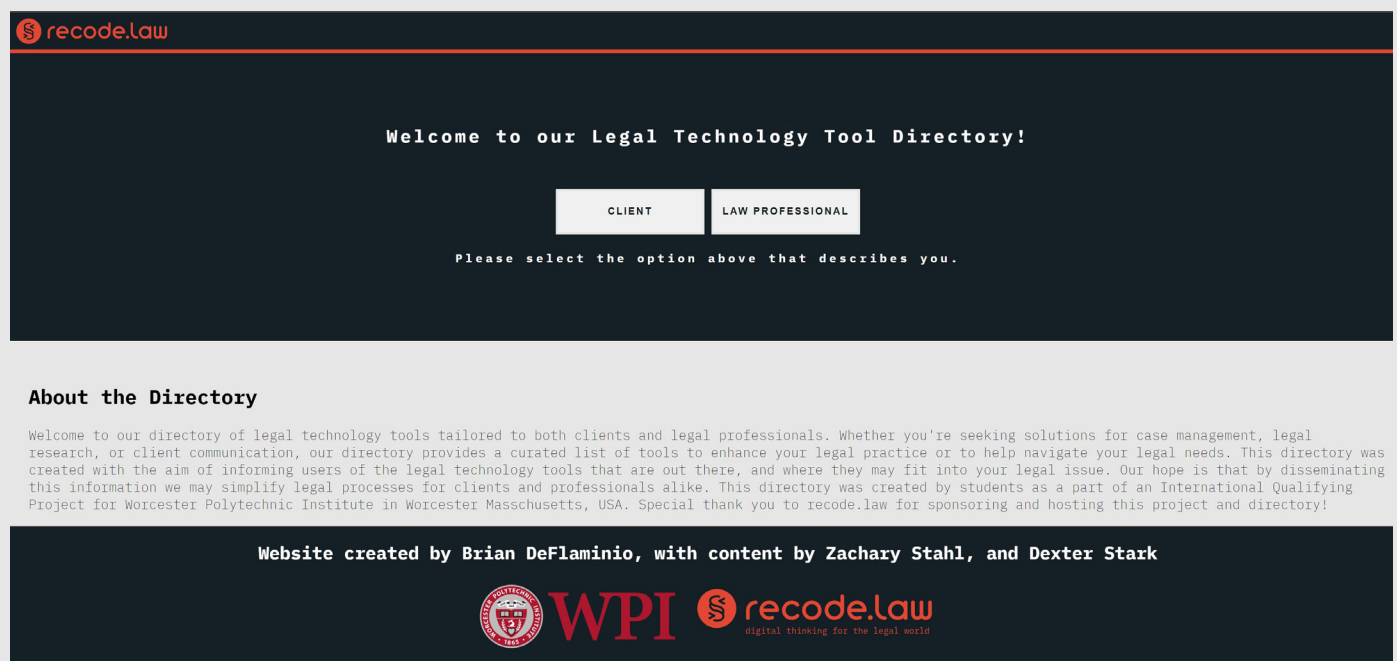 recode.law
Welcome to our Legal Technology Tool Directory!
CLIENT
LAW PROFESSIONAL
Please select the option above that describes you.
About the Directory
Welcome to our directory of legal technology tools tailored to both clients and legal professionals. Whether you're seeking solutions for case management, legal
research, or client communication, our directory provides a curated list of tools to enhance your legal practice or to help navigate your legal needs. This directory was
created with the aim of informing users of the legal technology tools that are out there, and where they may fit into your legal issue. Our hope is that by disseminating
this information we may simplify legal processes for clients and professionals alike. This directory was created by students as a part of an International Qualifying
Project for Worcester Polytechnic Institute in Worcester Masschusetts, USA. Special thank you to recode.law for sponsoring and hosting this project and directory!
Website created by Brian DeFlaminio, with content by Zachary Stahl, and Dexter Stark
WORCESTER POLYTECHNIC INSTITUTE
1865
WPI
recode.law
digital thinking for the legal world